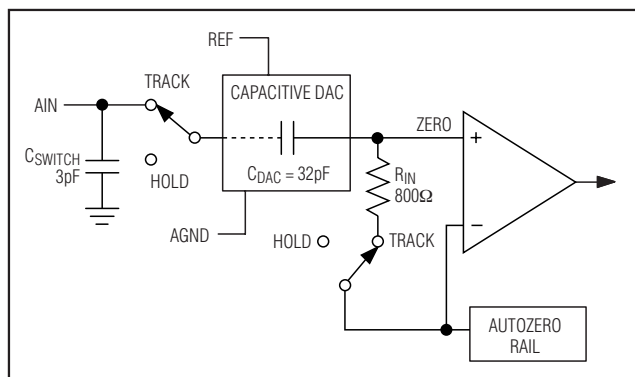 REF
TRACK
CAPACITIVE DAC
AIN
ZERO
+
CSWITCH
3pF
HOLD
CDAC = 32pF
RIN
800Ω
−
AGND
HOLD
TRACK
AUTOZERO
RAIL